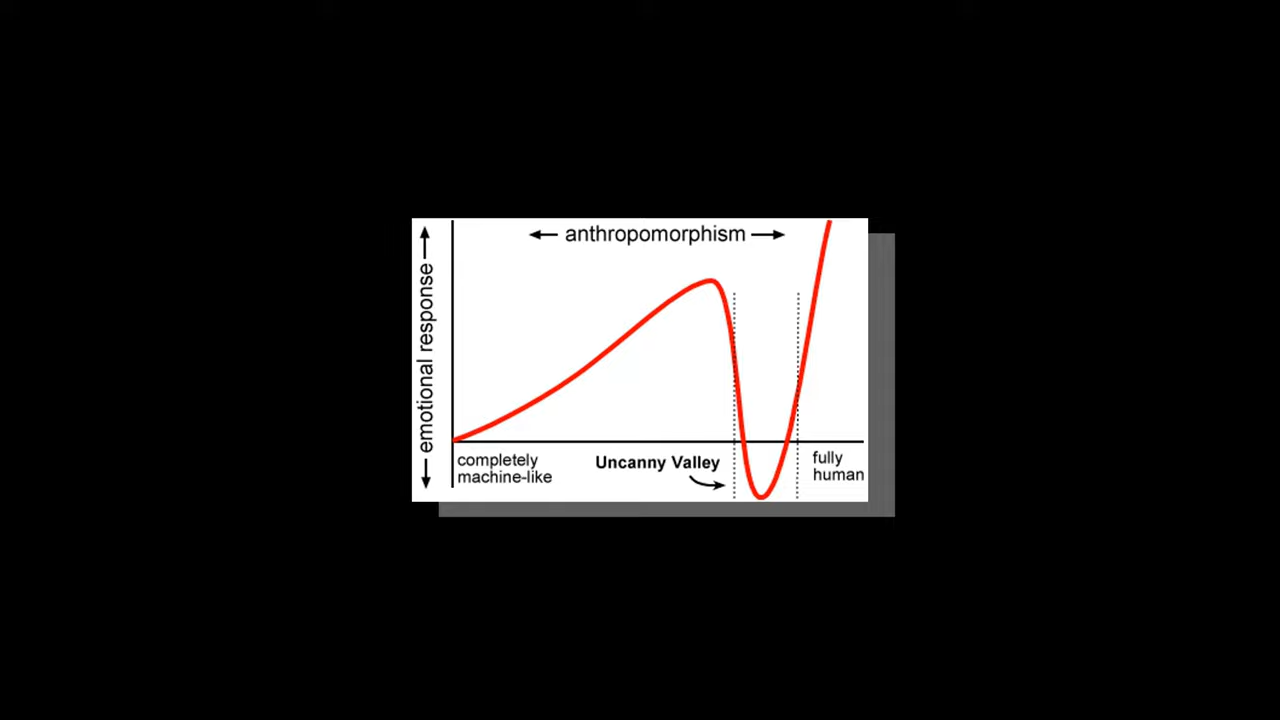 anthropomorphism
emotional response
completely
machine-like
Uncanny Valley
fully
human